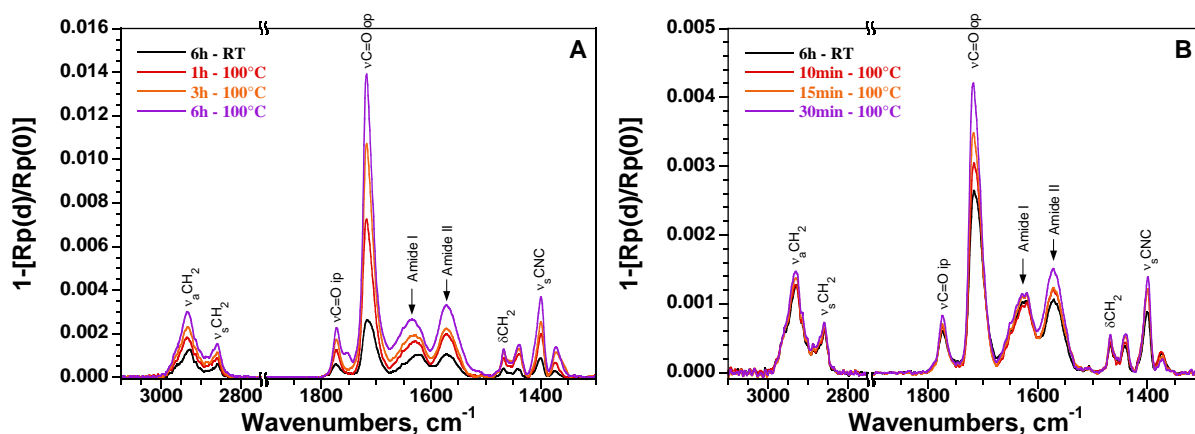 A
6h - RT
1h - 100°C
3h - 100°C
6h - 100°C
νC=O op
νaCH2
νsCH2
νC=O ip
Amide I
Amide II
δCH2
νsCNC
0.016
0.014
0.012
0.010
0.008
0.006
0.004
0.002
0.000
1-[Rp(d)/Rp(0)]
3000 2800 1800 1600 1400
Wavenumbers, cm-1
B
6h - RT
10min - 100°C
15min - 100°C
30min - 100°C
νC=O op
νaCH2
νsCH2
νC=O ip
Amide I
Amide II
δCH2
νsCNC
0.005
0.004
0.003
0.002
0.001
0.000
1-[Rp(d)/Rp(0)]
3000 2800 1800 1600 1400
Wavenumbers, cm-1